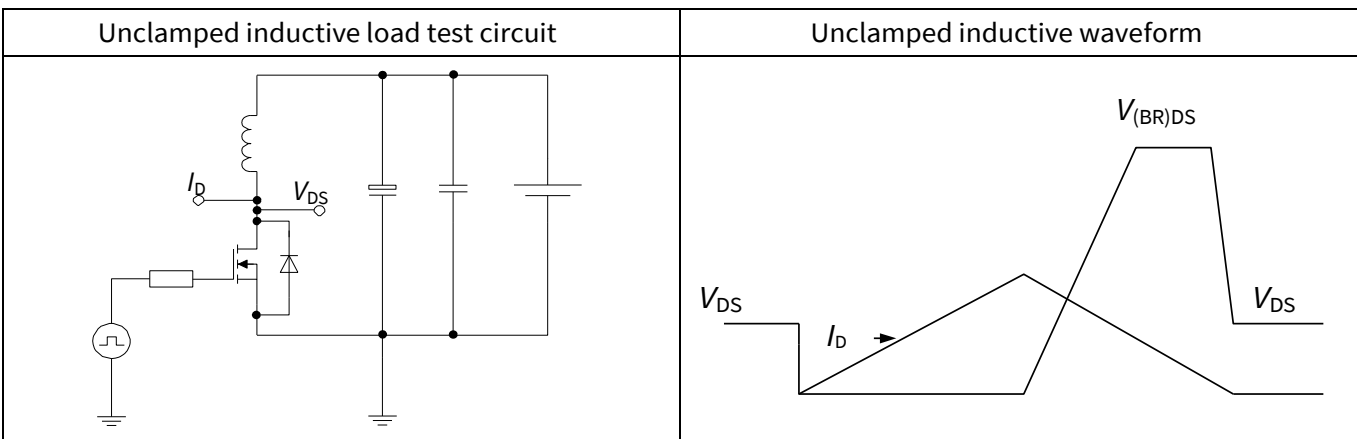 Unclamped inductive load test circuit
Unclamped inductive waveform
V(BR)DS
ID
VDS
VDS
VDS
ID